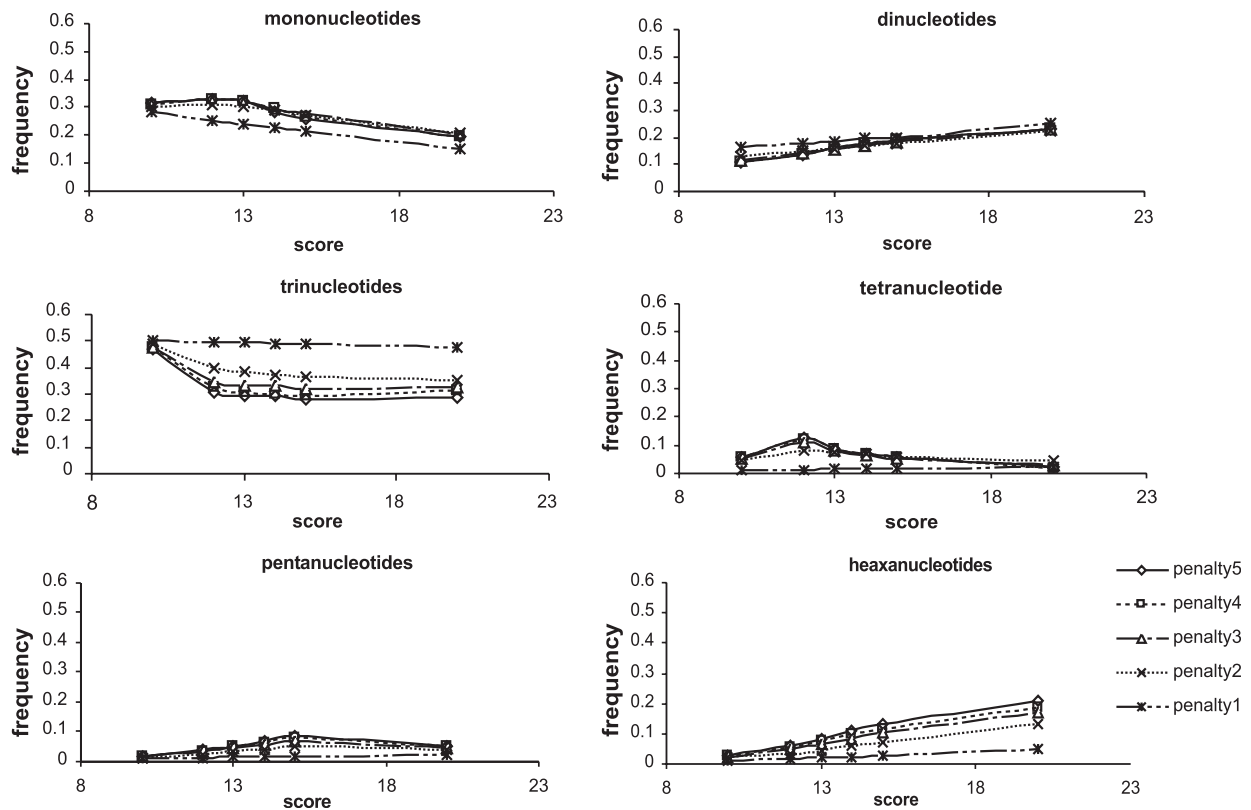 mononucleotides
0.6
0.5
0.4
0.3
0.2
0.1
0
frequency
8
13
18
23
score
dinucleotides
0.6
0.5
0.4
0.3
0.2
0.1
0
frequency
8
13
18
23
score
trinucleotides
0.6
0.5
0.4
0.3
0.2
0.1
0
frequency
8
13
18
23
score
tetranucleotide
0.6
0.5
0.4
0.3
0.2
0.1
0
frequency
8
13
18
23
score
pentanucleotides
0.6
0.5
0.4
0.3
0.2
0.1
0
frequency
8
13
18
23
score
heaxanucleotides
0.6
0.5
0.4
0.3
0.2
0.1
0
frequency
8
13
18
23
score
penalty5
penalty4
penalty3
penalty2
penalty1